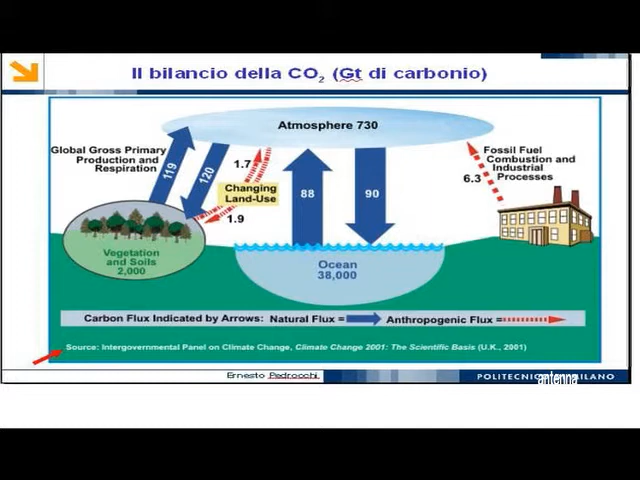 Il bilancio della CO2 (Gt di carbonio)
Atmosphere 730
Global Gross Primary
Production and
Respiration
119
120
1.7
Changing
Land-Use
1.9
88
90
6.3
Fossil Fuel
Combustion and
Industrial
Processes
Vegetation
and Soils
2,000
Ocean
38,000
Carbon Flux Indicated by Arrows: Natural Flux = Anthropogenic Flux =
Source: Intergovernmental Panel on Climate Change, Climate Change 2001: The Scientific Basis (U.K., 2001)
Ernesto Pedrocchi
antenna
MILANO